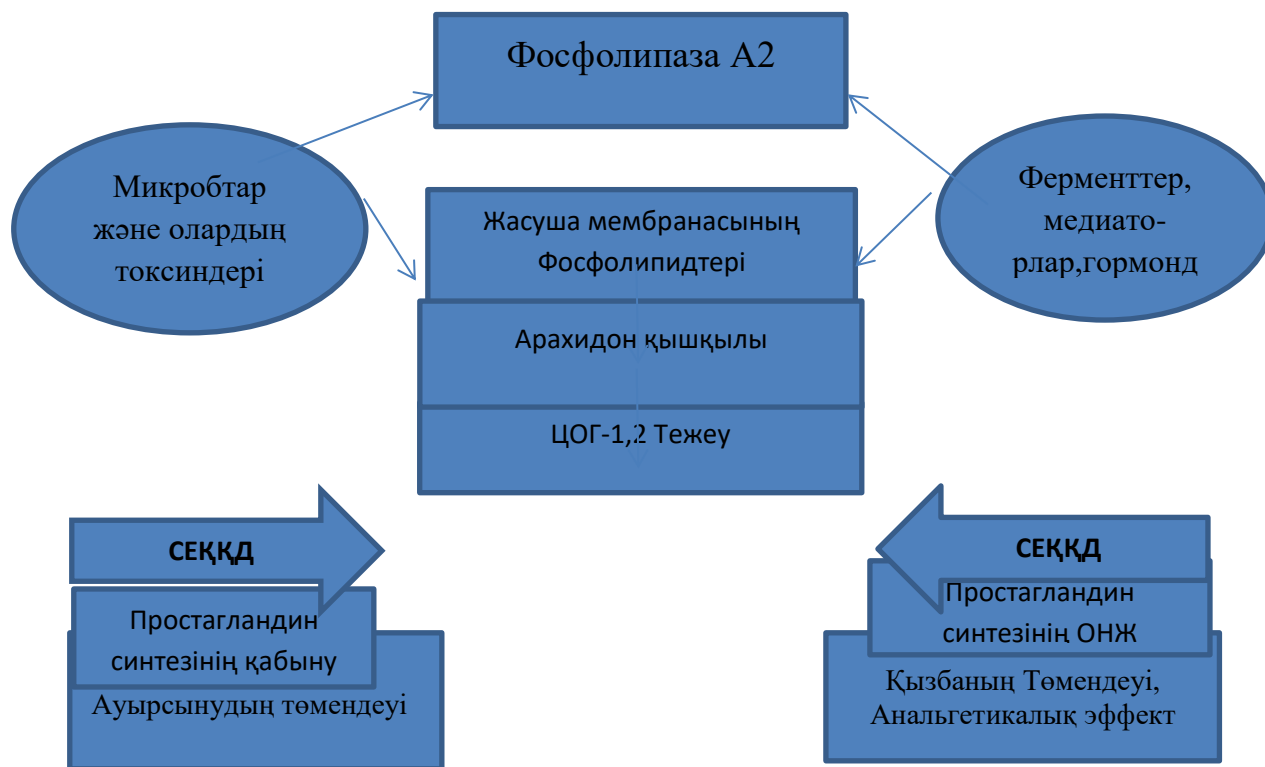 Фосфолипаза А2
Микробтар
және олардың
токсиндері
Ферменттер,
медиато-
рлар,гормонд
Жасуша мембранасының
Фосфолипидтері
Арахидон қышқылы
ЦОГ-1,2 Тежеу
СЕҚҚД
Простагландин
синтезінің қабыну
Ауырсынудың төмендеуі
СЕҚҚД
Простагландин
синтезінің ОНЖ
Қызбаның Төмендеуі,
Анальгетикалық эффект